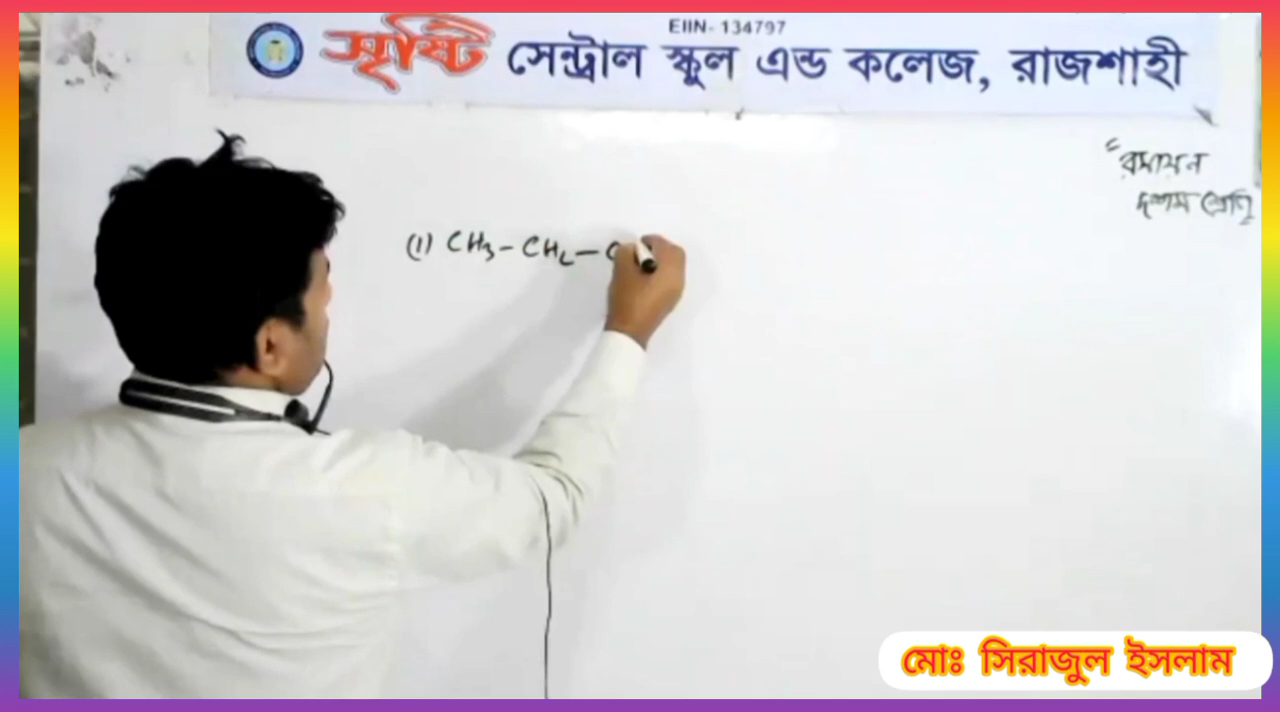 EIIN- 134797
সৃষ্টি সেন্ট্রাল স্কুল এন্ড কলেজ, রাজশাহী
"রসায়ন
দশম শ্রেণি
(1) CH₃ – CH₂ – C
মোঃ সিরাজুল ইসলাম